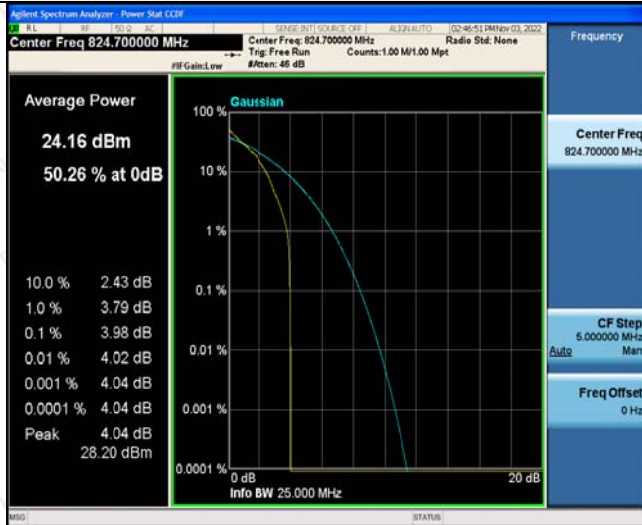 Agilent Spectrum Analyzer - Power Stat CCDF
RL RF 50 Ω AC SENSE:INT SOURCE OFF ALIGN AUTO 02:46:51 PM Nov 03, 2022
Center Freq 824.700000 MHz
Center Freq: 824.700000 MHz Radio Std: None
Trig: Free Run Counts:1.00 M/1.00 Mpt
#IFGain:Low #Atten: 46 dB
Frequency
Average Power
24.16 dBm
50.26 % at 0dB
10.0 % 2.43 dB
1.0 % 3.79 dB
0.1 % 3.98 dB
0.01 % 4.02 dB
0.001 % 4.04 dB
0.0001 % 4.04 dB
Peak 4.04 dB
28.20 dBm
Gaussian
100 %
10 %
1 %
0.1 %
0.01 %
0.001 %
0.0001 %
0 dB 20 dB
Info BW 25.000 MHz
Center Freq
824.700000 MHz
CF Step
5.000000 MHz
Auto Man
Freq Offset
0 Hz
MSG STATUS